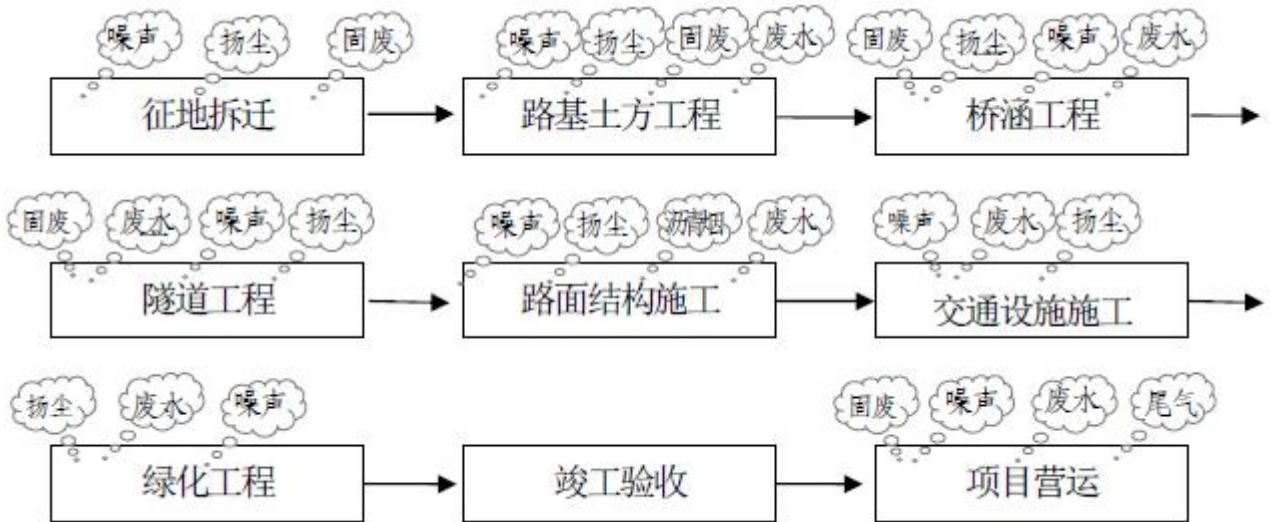 噪声 扬尘 固废 噪声 扬尘 固废 废水 固废 扬尘 噪声 废水
征地拆迁 路基土方工程 桥涵工程
固废 废水 噪声 扬尘 噪声 扬尘 沥青烟 废水 噪声 废水 扬尘
隧道工程 路面结构施工 交通设施施工
扬尘 废水 噪声 固废 噪声 废水 尾气
绿化工程 竣工验收 项目营运